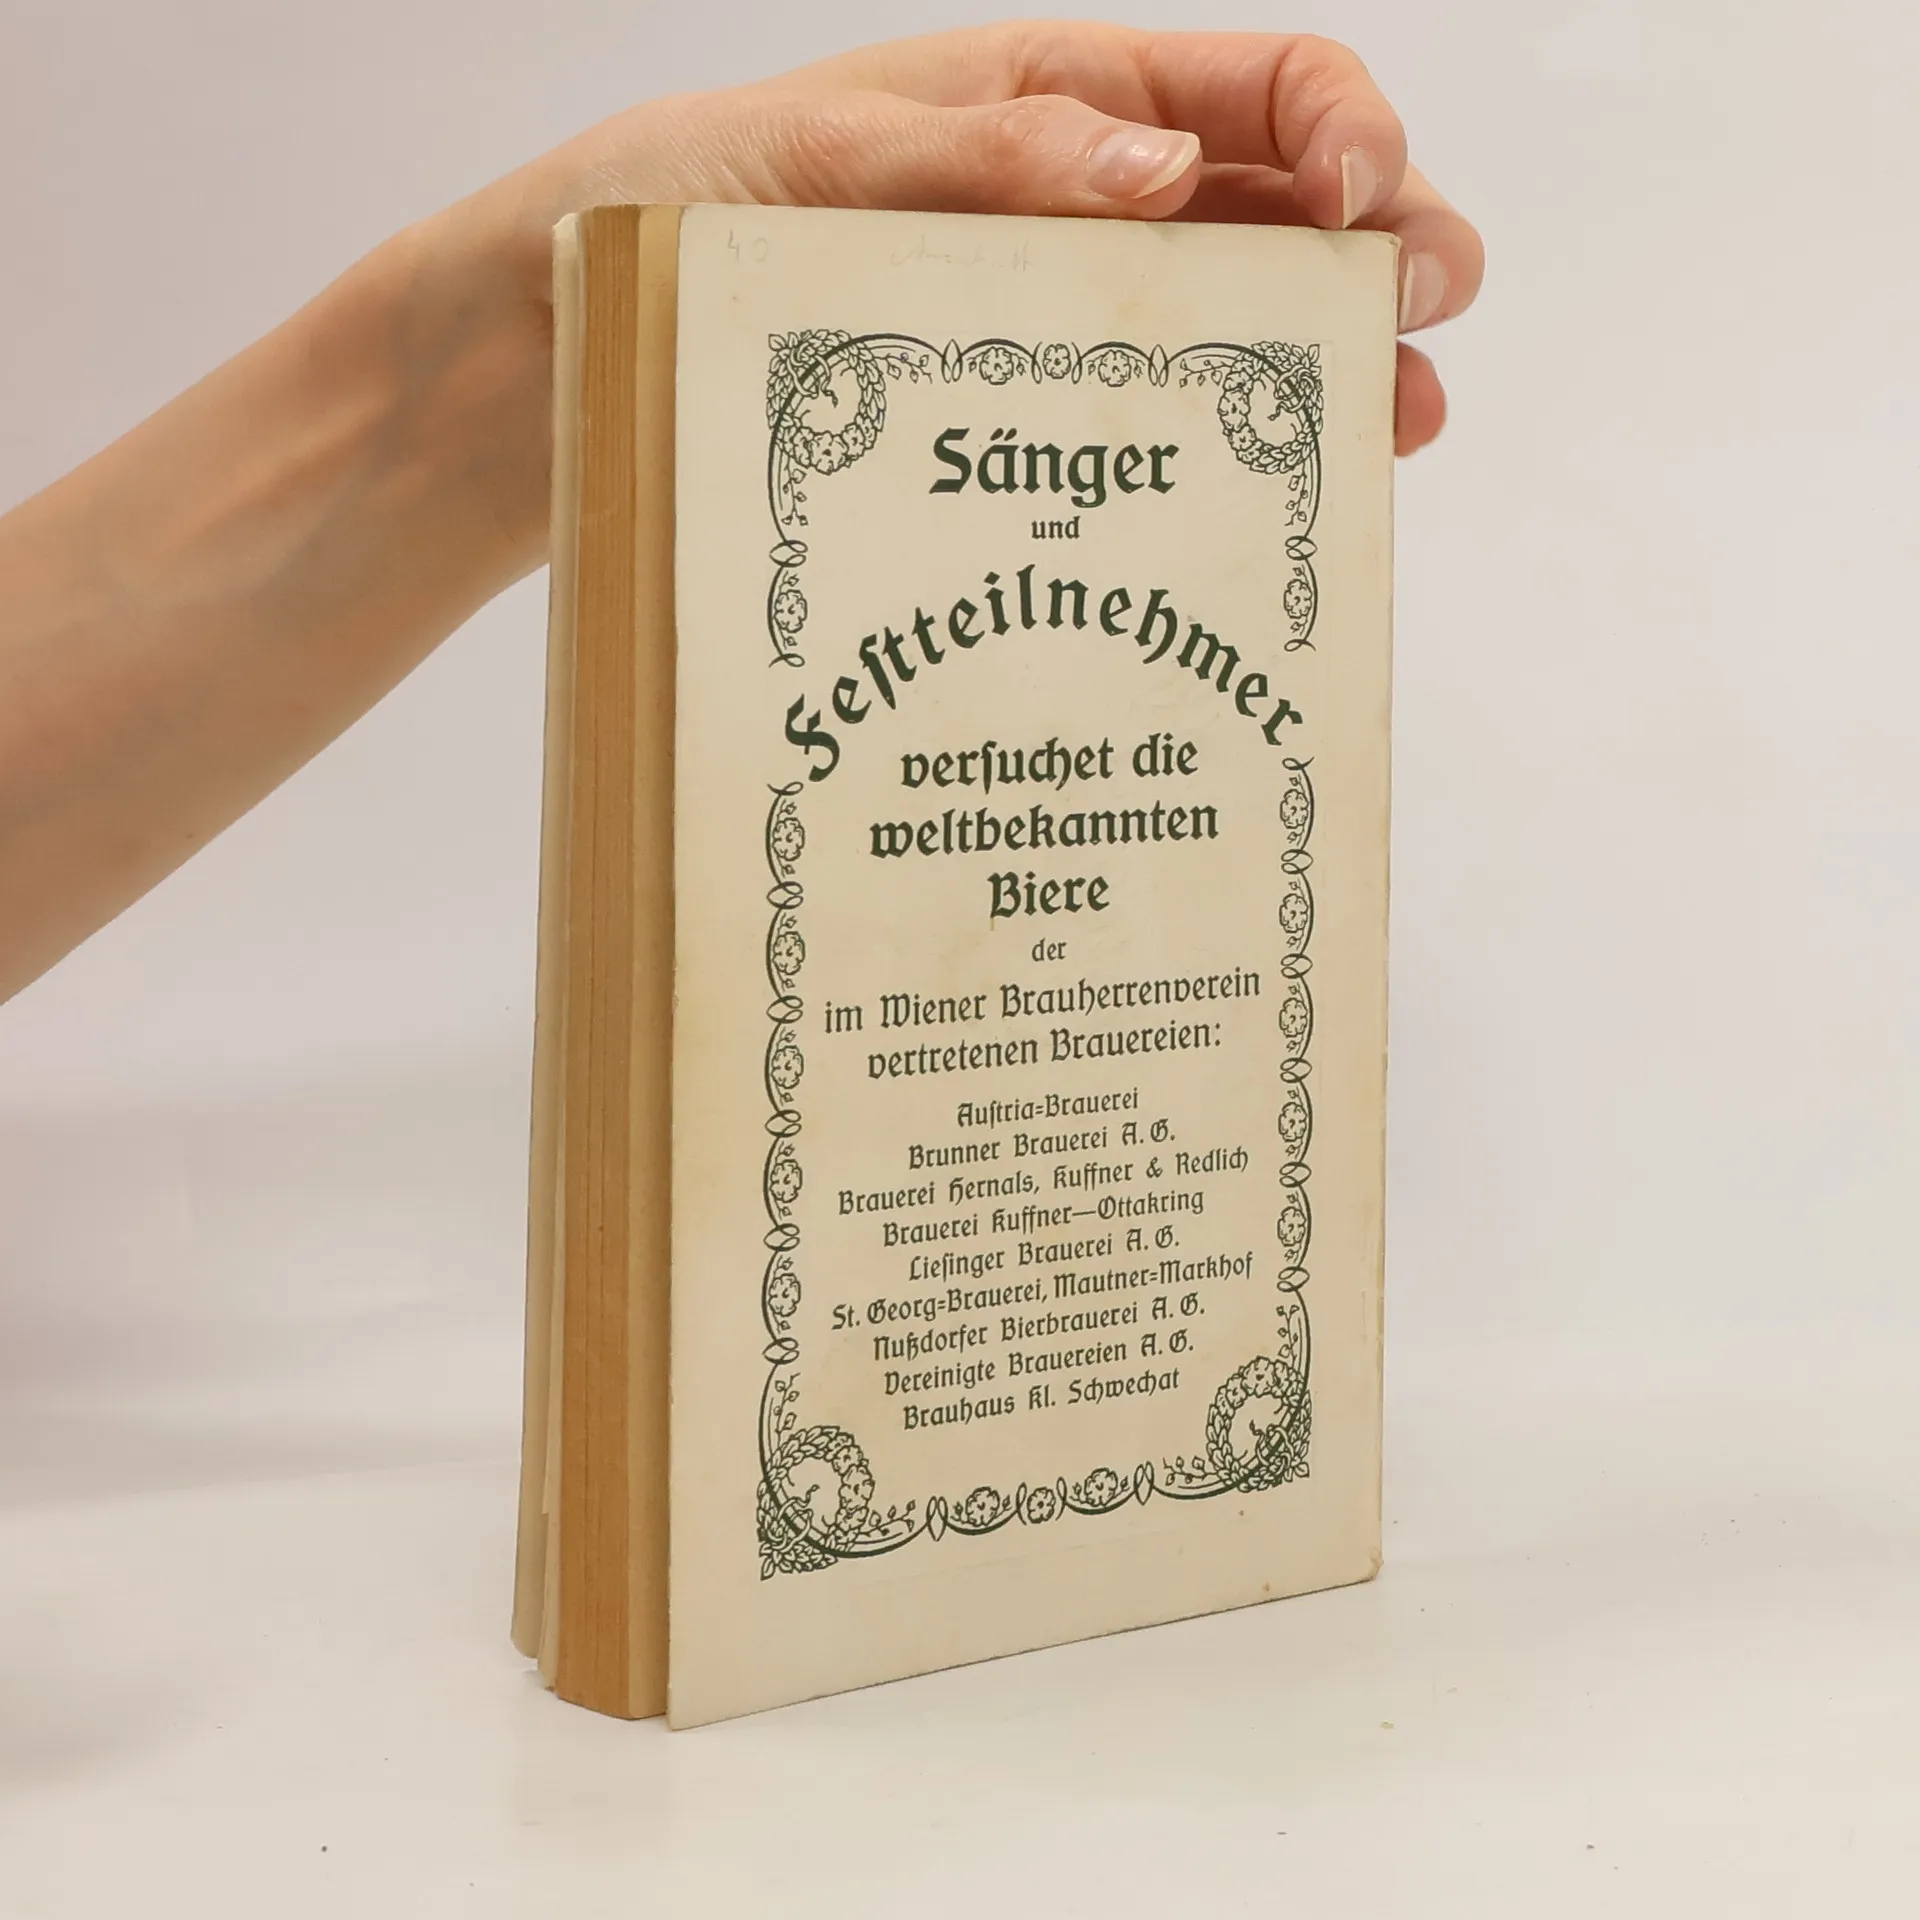 40
Sänger
und
Feſtteilnehmer
verſuchet die
weltbekannten
Biere
der
im Wiener Brauherrenverein
vertretenen Brauereien:
Auſtria=Brauerei
Brunner Brauerei A. G.
Brauerei Hernals, Kuffner & Redlich
Brauerei Kuffner—Ottakring
Lieſinger Brauerei A. G.
St. Georg=Brauerei, Mautner=Markhof
Nußdorfer Bierbrauerei A. G.
Vereinigte Brauereien A. G.
Brauhaus Kl. Schwechat